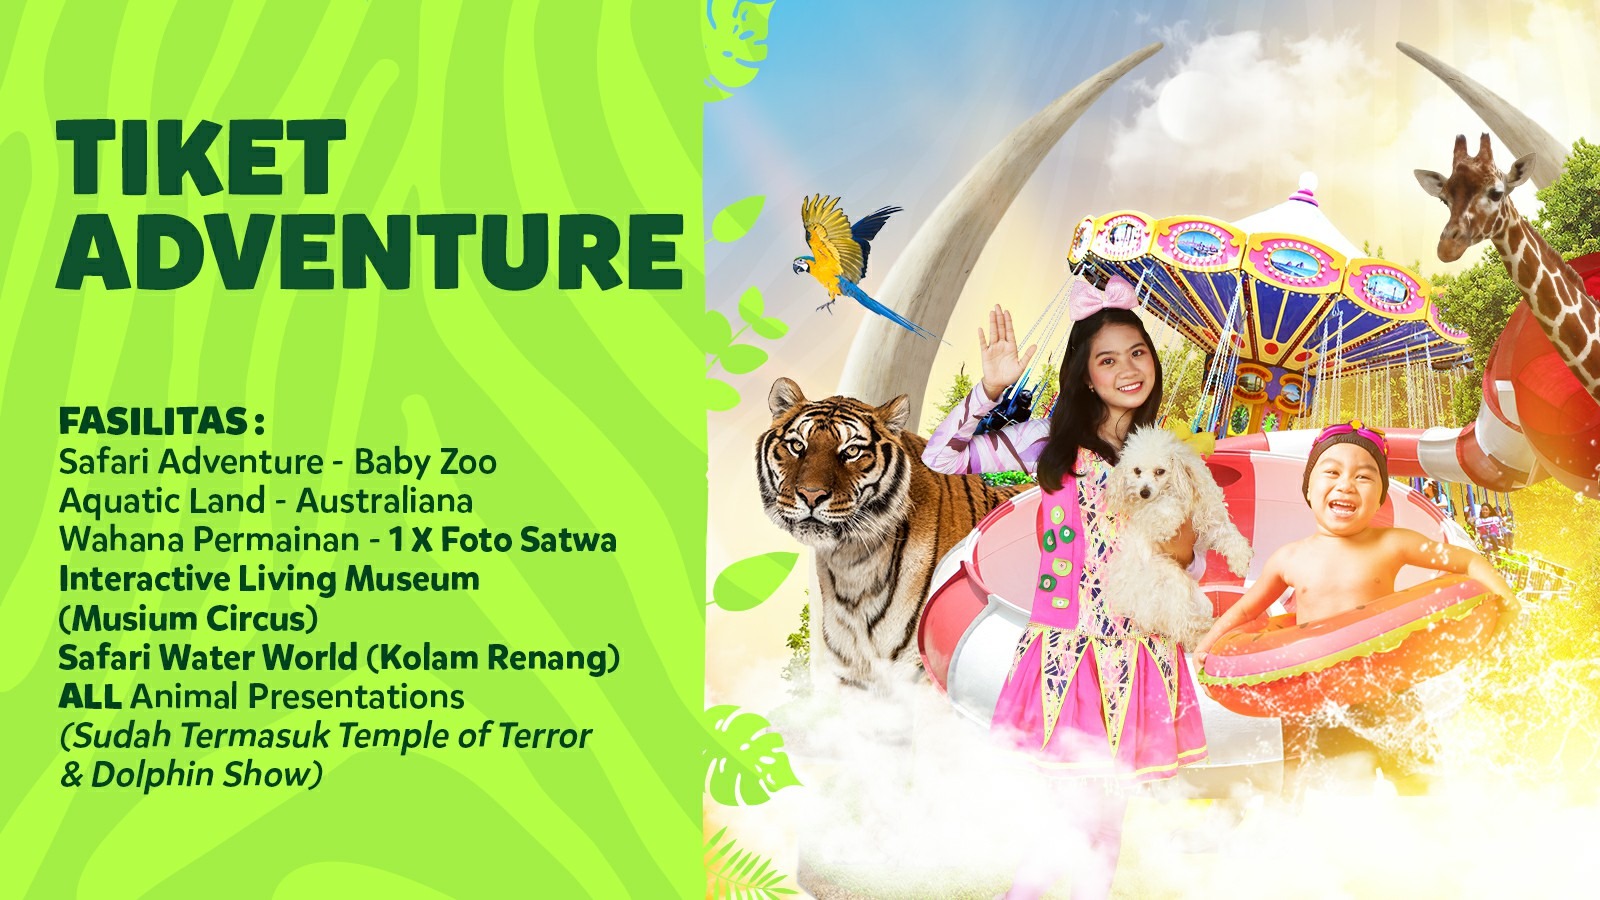 TIKET
ADVENTURE
FASILITAS :
Safari Adventure - Baby Zoo
Aquatic Land - Australiana
Wahana Permainan - 1 X Foto Satwa
Interactive Living Museum
(Musium Circus)
Safari Water World (Kolam Renang)
ALL Animal Presentations
(Sudah Termasuk Temple of Terror
& Dolphin Show)